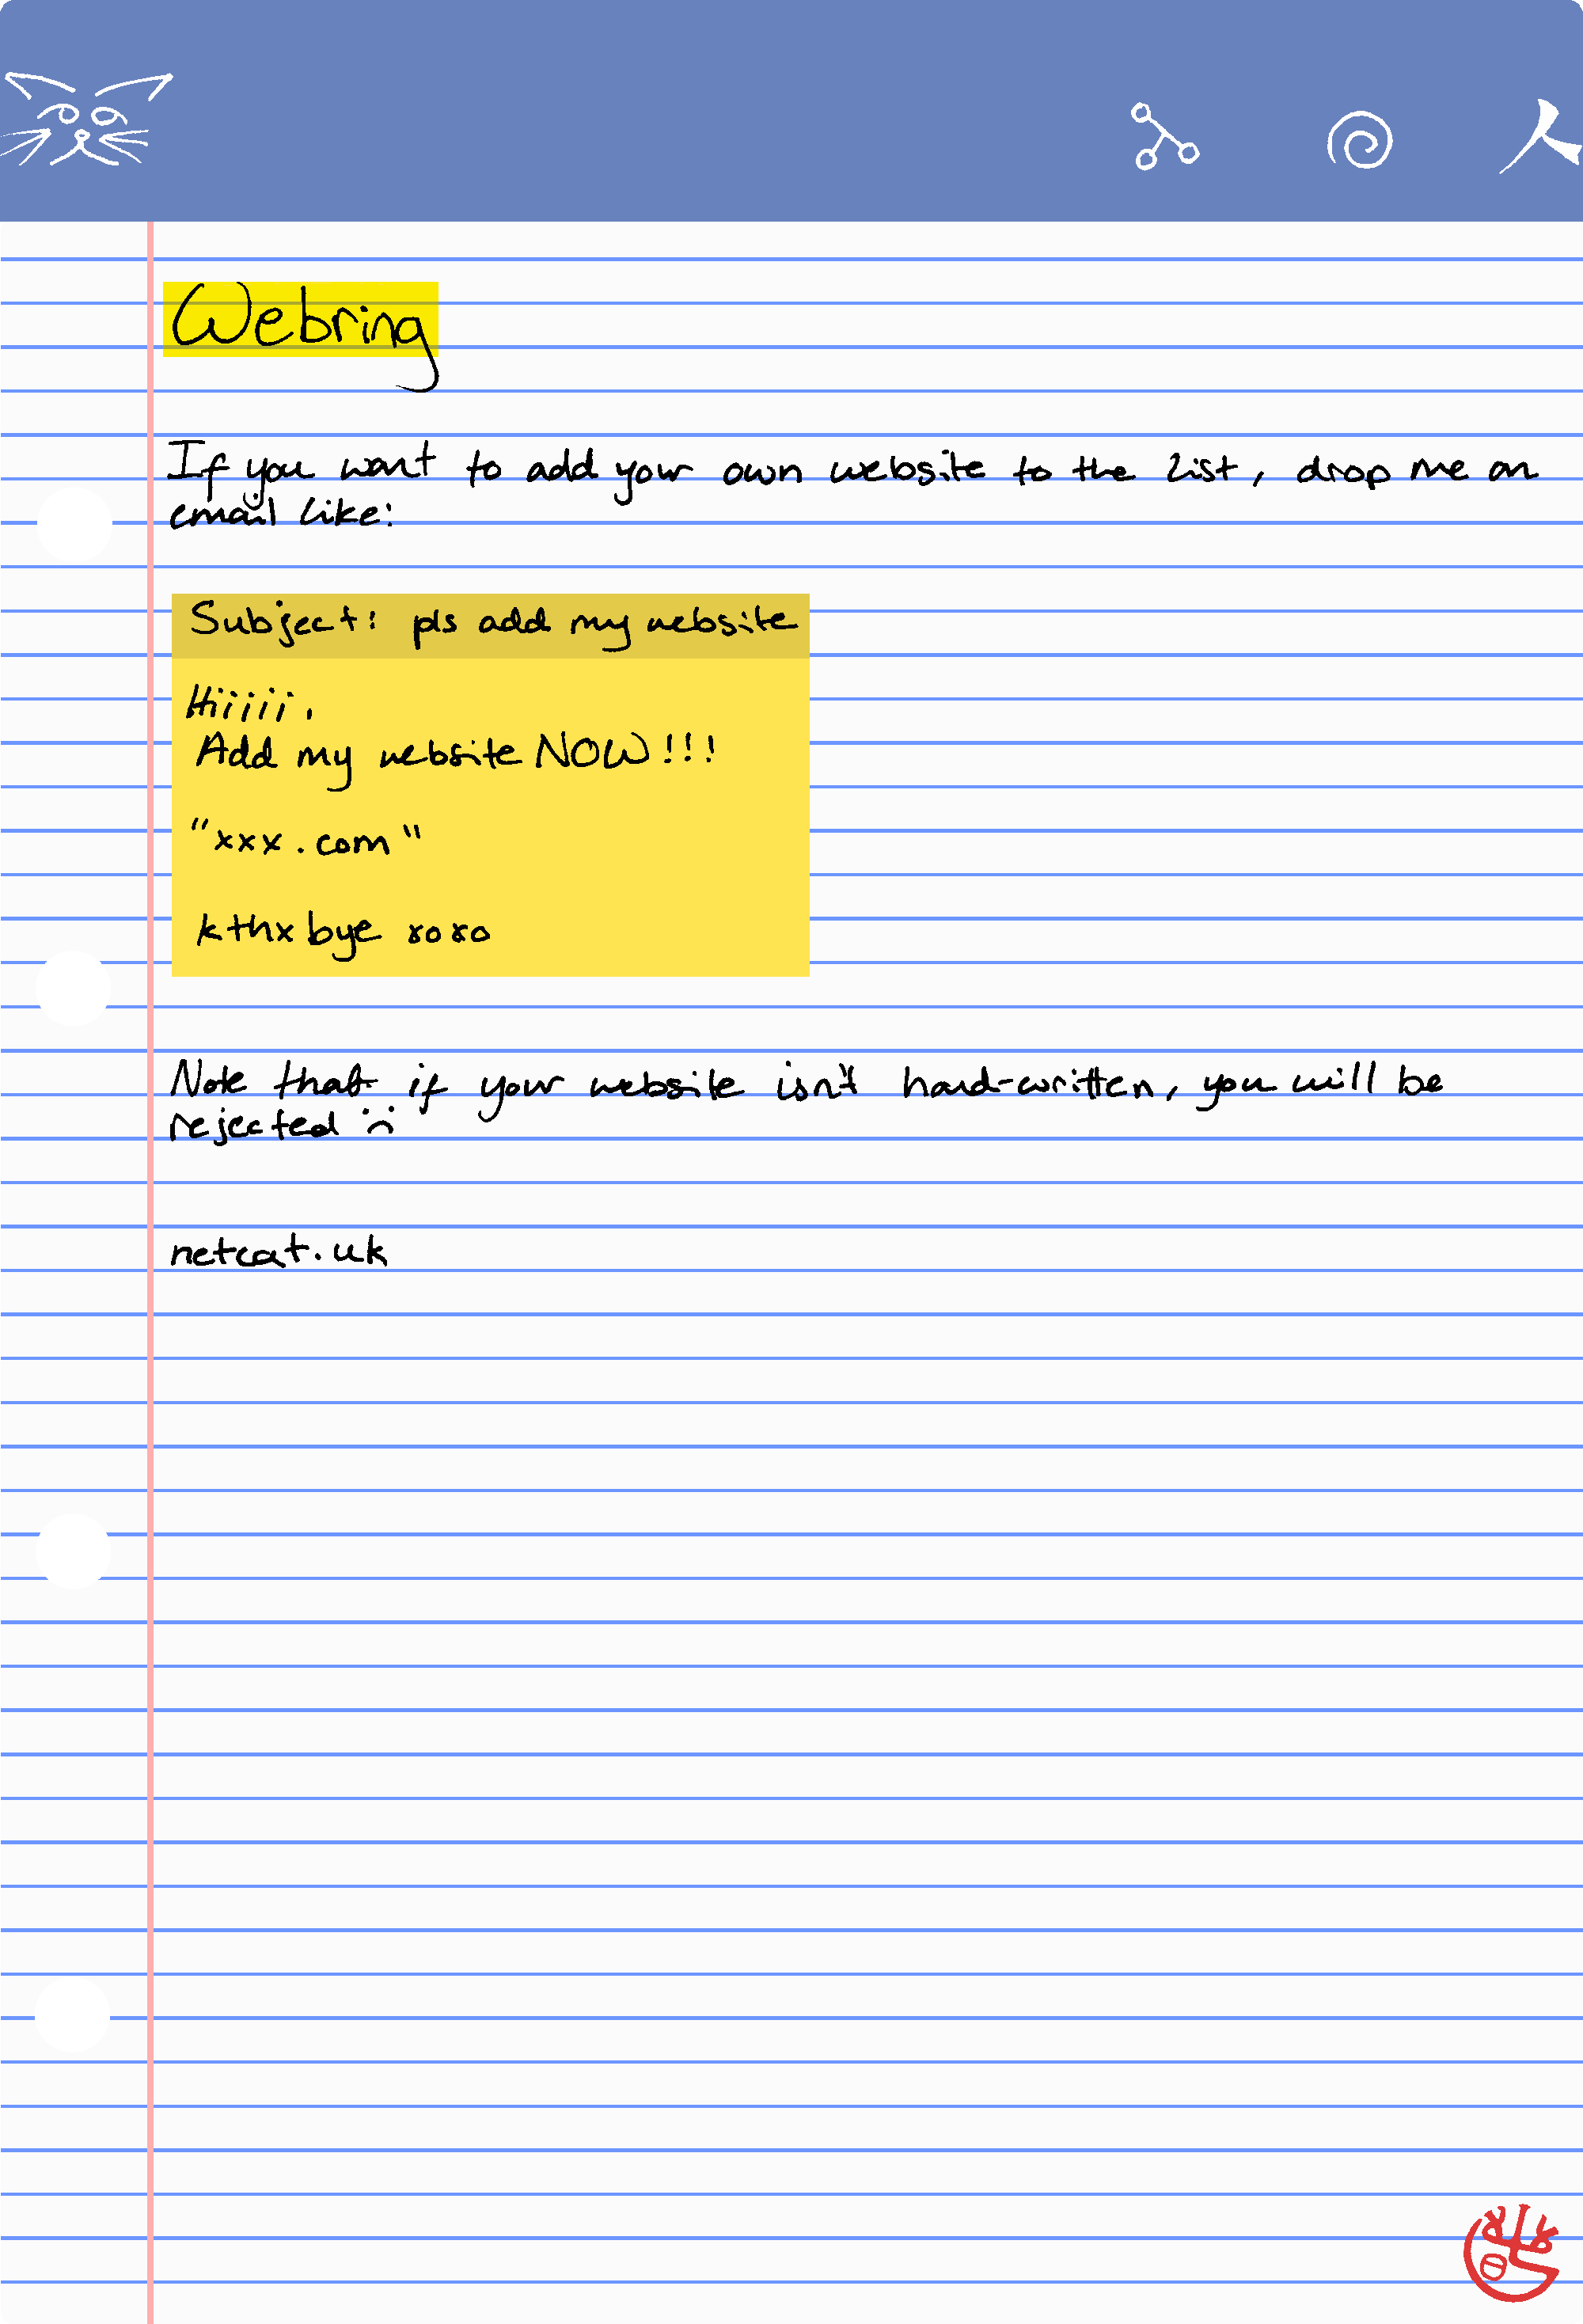 人
Webring
If you want to add your own website to the list, drop me an
email like:
Subject: pls add my website
Hiiiii,
Add my website NOW!!!
"xxx.com"
kthxbye xoxo
Note that if your website isn't hand-written, you will be
rejected :(
netcat.uk